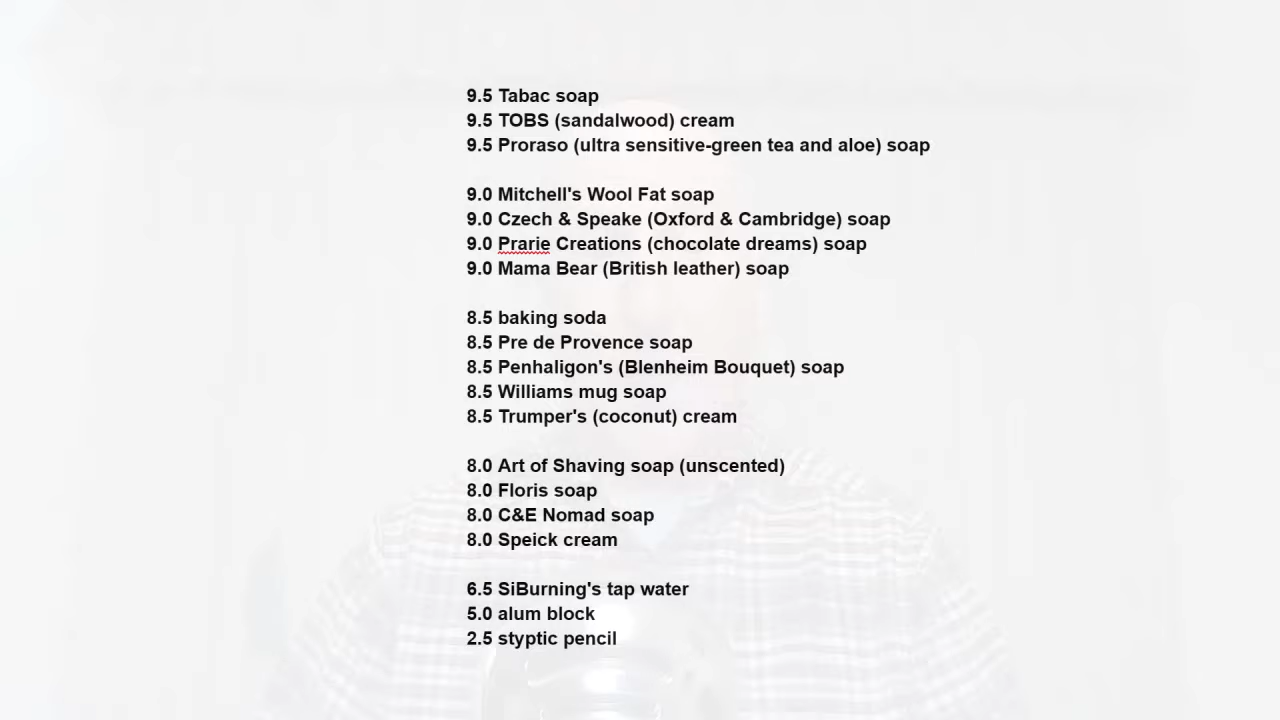 9.5 Tabac soap
9.5 TOBS (sandalwood) cream
9.5 Proraso (ultra sensitive-green tea and aloe) soap
9.0 Mitchell's Wool Fat soap
9.0 Czech & Speake (Oxford & Cambridge) soap
9.0 Prarie Creations (chocolate dreams) soap
9.0 Mama Bear (British leather) soap
8.5 baking soda
8.5 Pre de Provence soap
8.5 Penhaligon's (Blenheim Bouquet) soap
8.5 Williams mug soap
8.5 Trumper's (coconut) cream
8.0 Art of Shaving soap (unscented)
8.0 Floris soap
8.0 C&E Nomad soap
8.0 Speick cream
6.5 SiBurning's tap water
5.0 alum block
2.5 styptic pencil